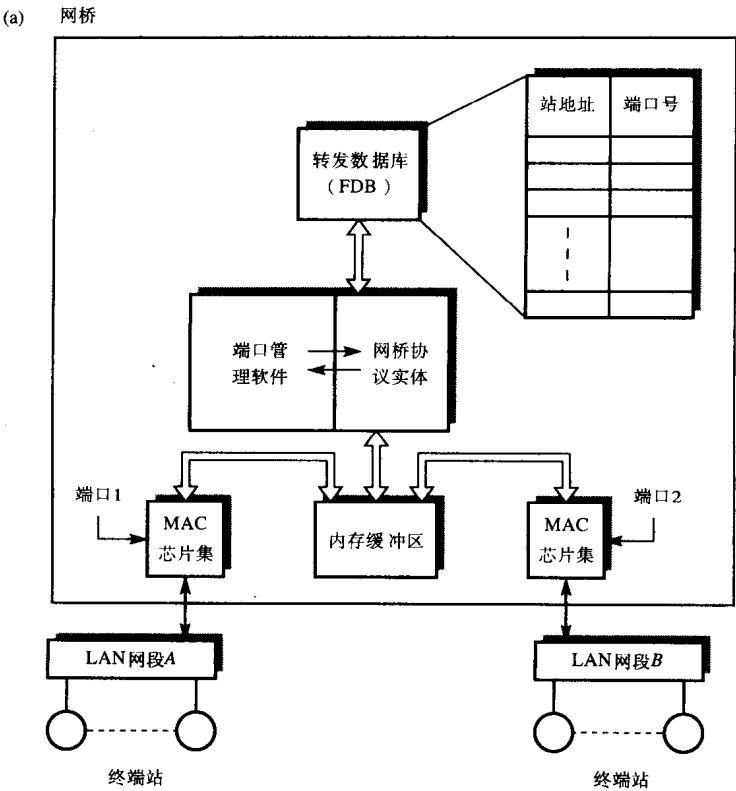 (a) 网桥
站地址 端口号
转发数据库
(FDB)
端口管
理软件
网桥协
议实体
端口1
MAC
芯片集
内存缓冲区
MAC
芯片集
端口2
LAN网段A
LAN网段B
终端站
终端站